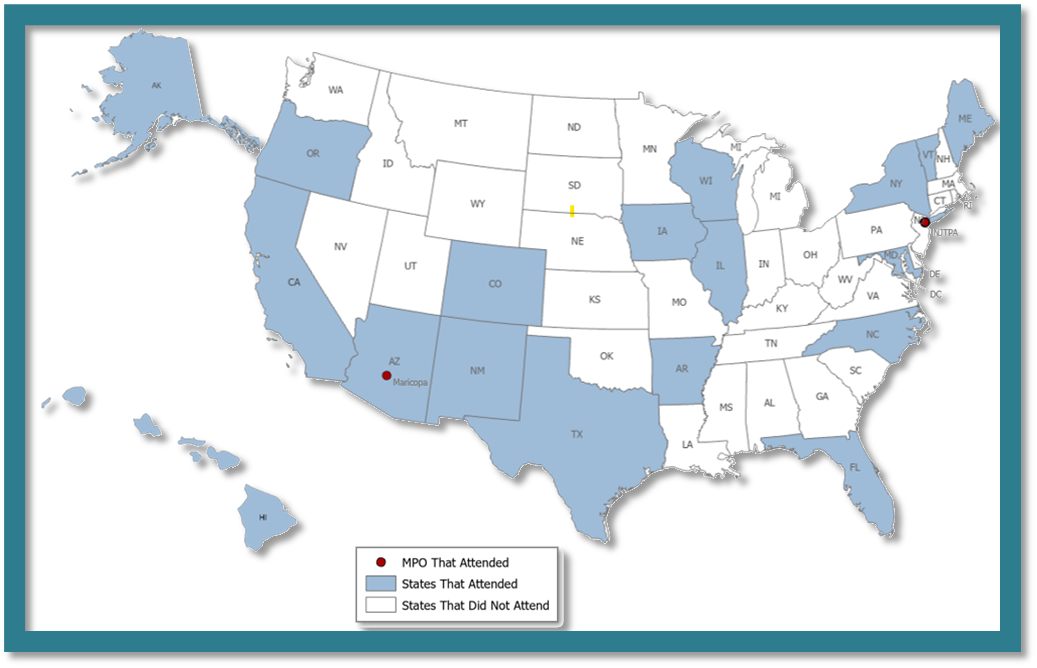 AK
WA
MT
ND
MN
MI
ME
OR
ID
SD
WI
VT
NH
WY
NY
MA
MI
CT
RI
NV
UT
NE
IA
PA
NJTPA
CA
CO
IL
IN
OH
MD
DE
WV
VA
DC
KS
MO
KY
NC
TN
AZ
Maricopa
NM
OK
AR
SC
MS
AL
GA
TX
LA
FL
HI
MPO That Attended
States That Attended
States That Did Not Attend